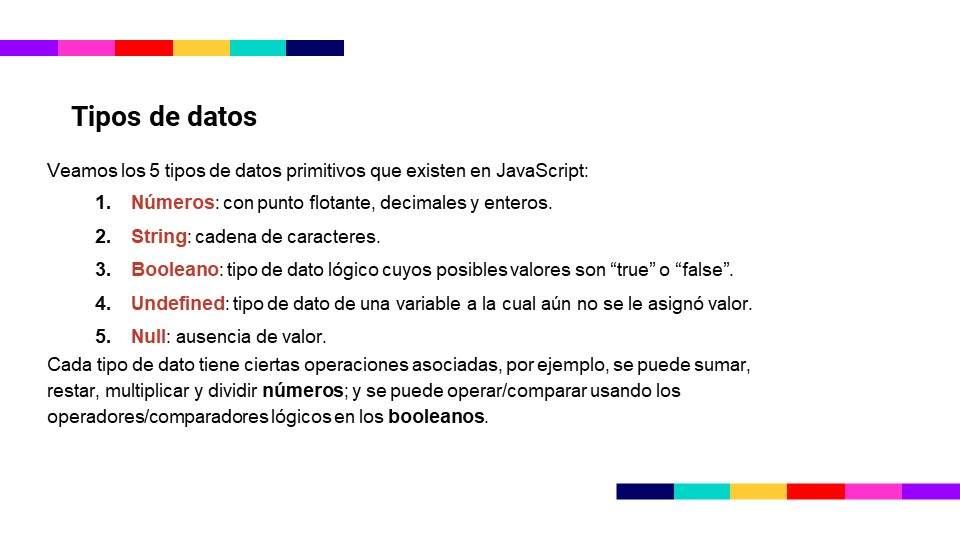 Tipos de datos
Veamos los 5 tipos de datos primitivos que existen en JavaScript:
1. Números: con punto flotante, decimales y enteros.
2. String: cadena de caracteres.
3. Booleano: tipo de dato lógico cuyos posibles valores son “true” o “false”.
4. Undefined: tipo de dato de una variable a la cual aún no se le asignó valor.
5. Null: ausencia de valor.
Cada tipo de dato tiene ciertas operaciones asociadas, por ejemplo, se puede sumar,
restar, multiplicar y dividir números; y se puede operar/comparar usando los
operadores/comparadores lógicos en los booleanos.